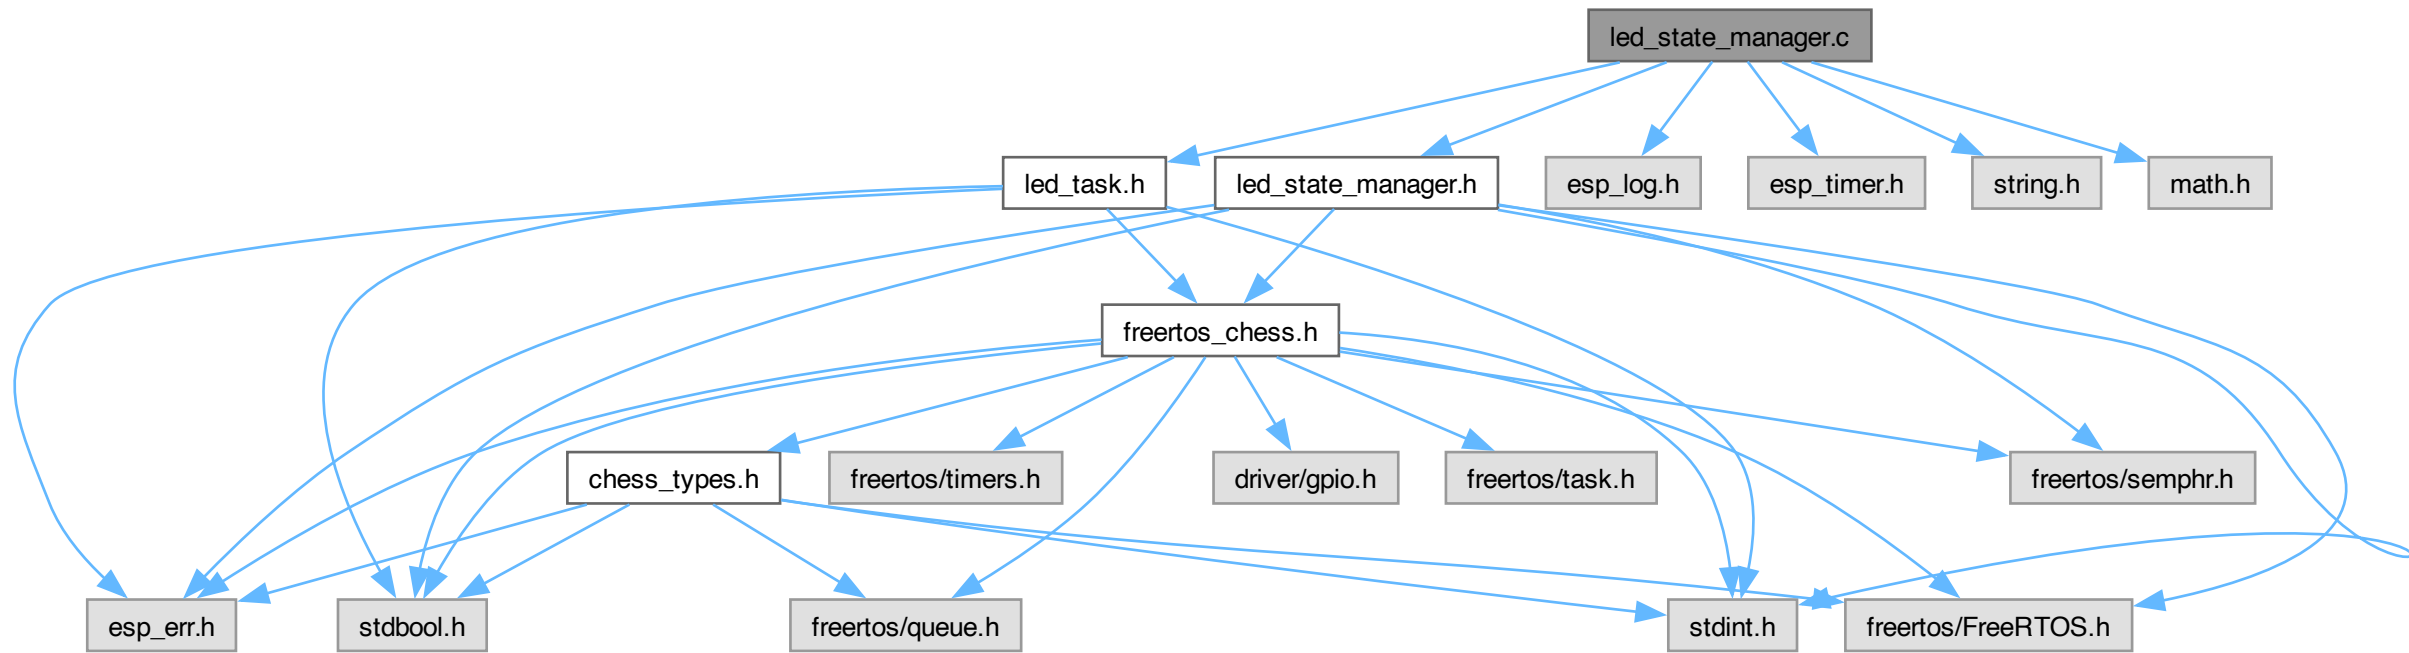 led_state_manager.c
led_task.h
led_state_manager.h
esp_log.h
esp_timer.h
string.h
math.h
freertos_chess.h
chess_types.h
freertos/timers.h
driver/gpio.h
freertos/task.h
freertos/semphr.h
esp_err.h
stdbool.h
freertos/queue.h
stdint.h
freertos/FreeRTOS.h